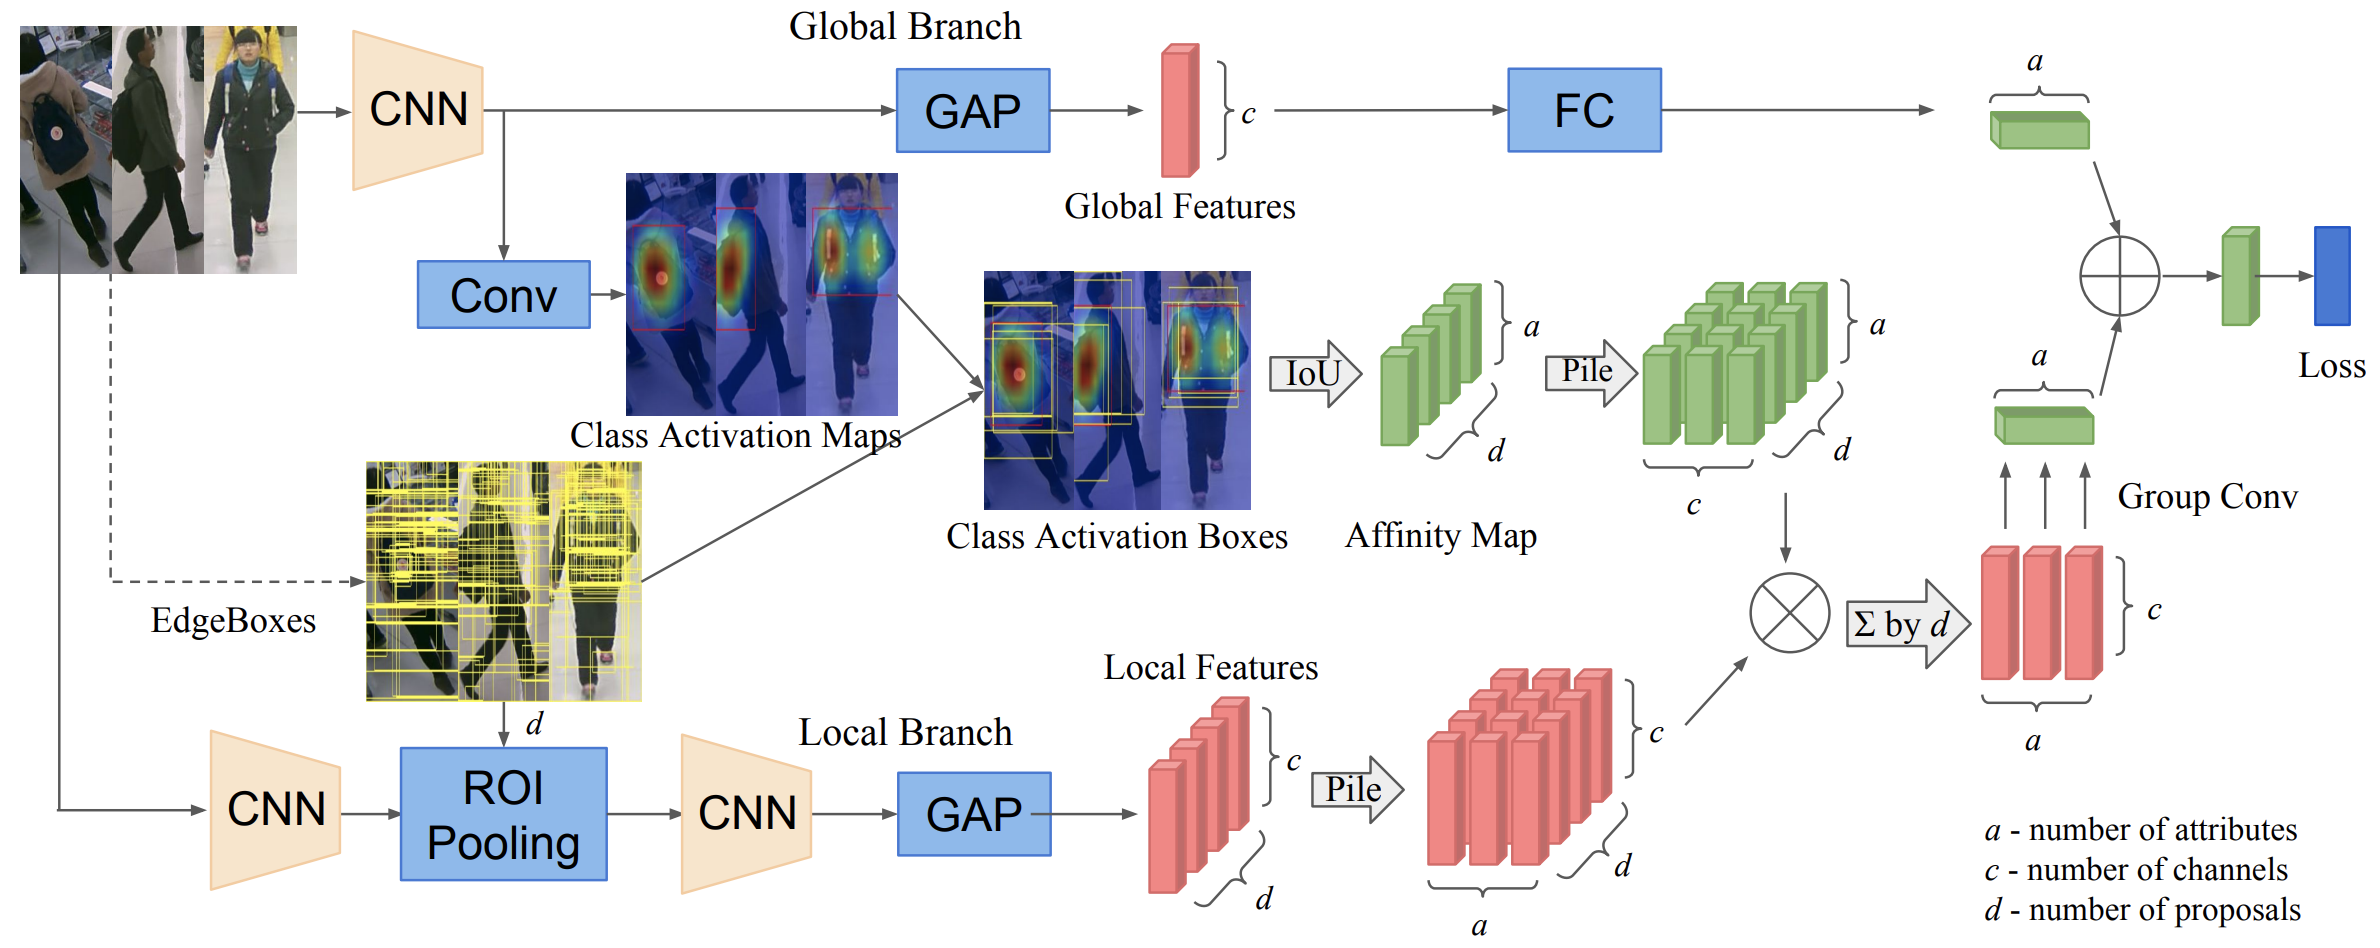 Global Branch
CNN
GAP
c
Global Features
FC
a
Conv
Class Activation Maps
Class Activation Boxes
IoU
a
d
Affinity Map
Pile
a
d
c
a
Group Conv
Loss
EdgeBoxes
d
Σ by d
c
a
CNN
ROI
Pooling
CNN
Local Branch
GAP
Local Features
c
d
Pile
c
d
a
a - number of attributes
c - number of channels
d - number of proposals